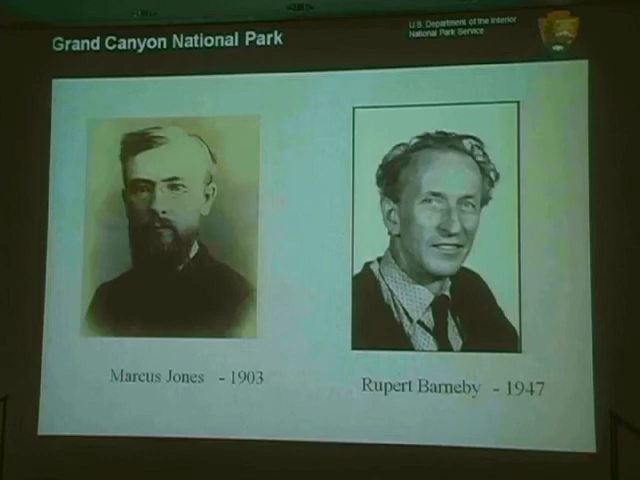 Grand Canyon National Park
U.S. Department of the Interior
National Park Service
Marcus Jones - 1903
Rupert Barneby - 1947